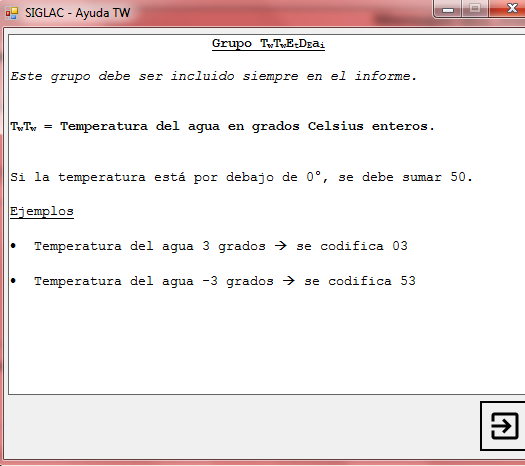 SIGLAC - Ayuda TW
Grupo TwTwEtDEai
Este grupo debe ser incluido siempre en el informe.
TwTw = Temperatura del agua en grados Celsius enteros.
Si la temperatura está por debajo de 0°, se debe sumar 50.
Ejemplos
• Temperatura del agua 3 grados → se codifica 03
• Temperatura del agua -3 grados → se codifica 53